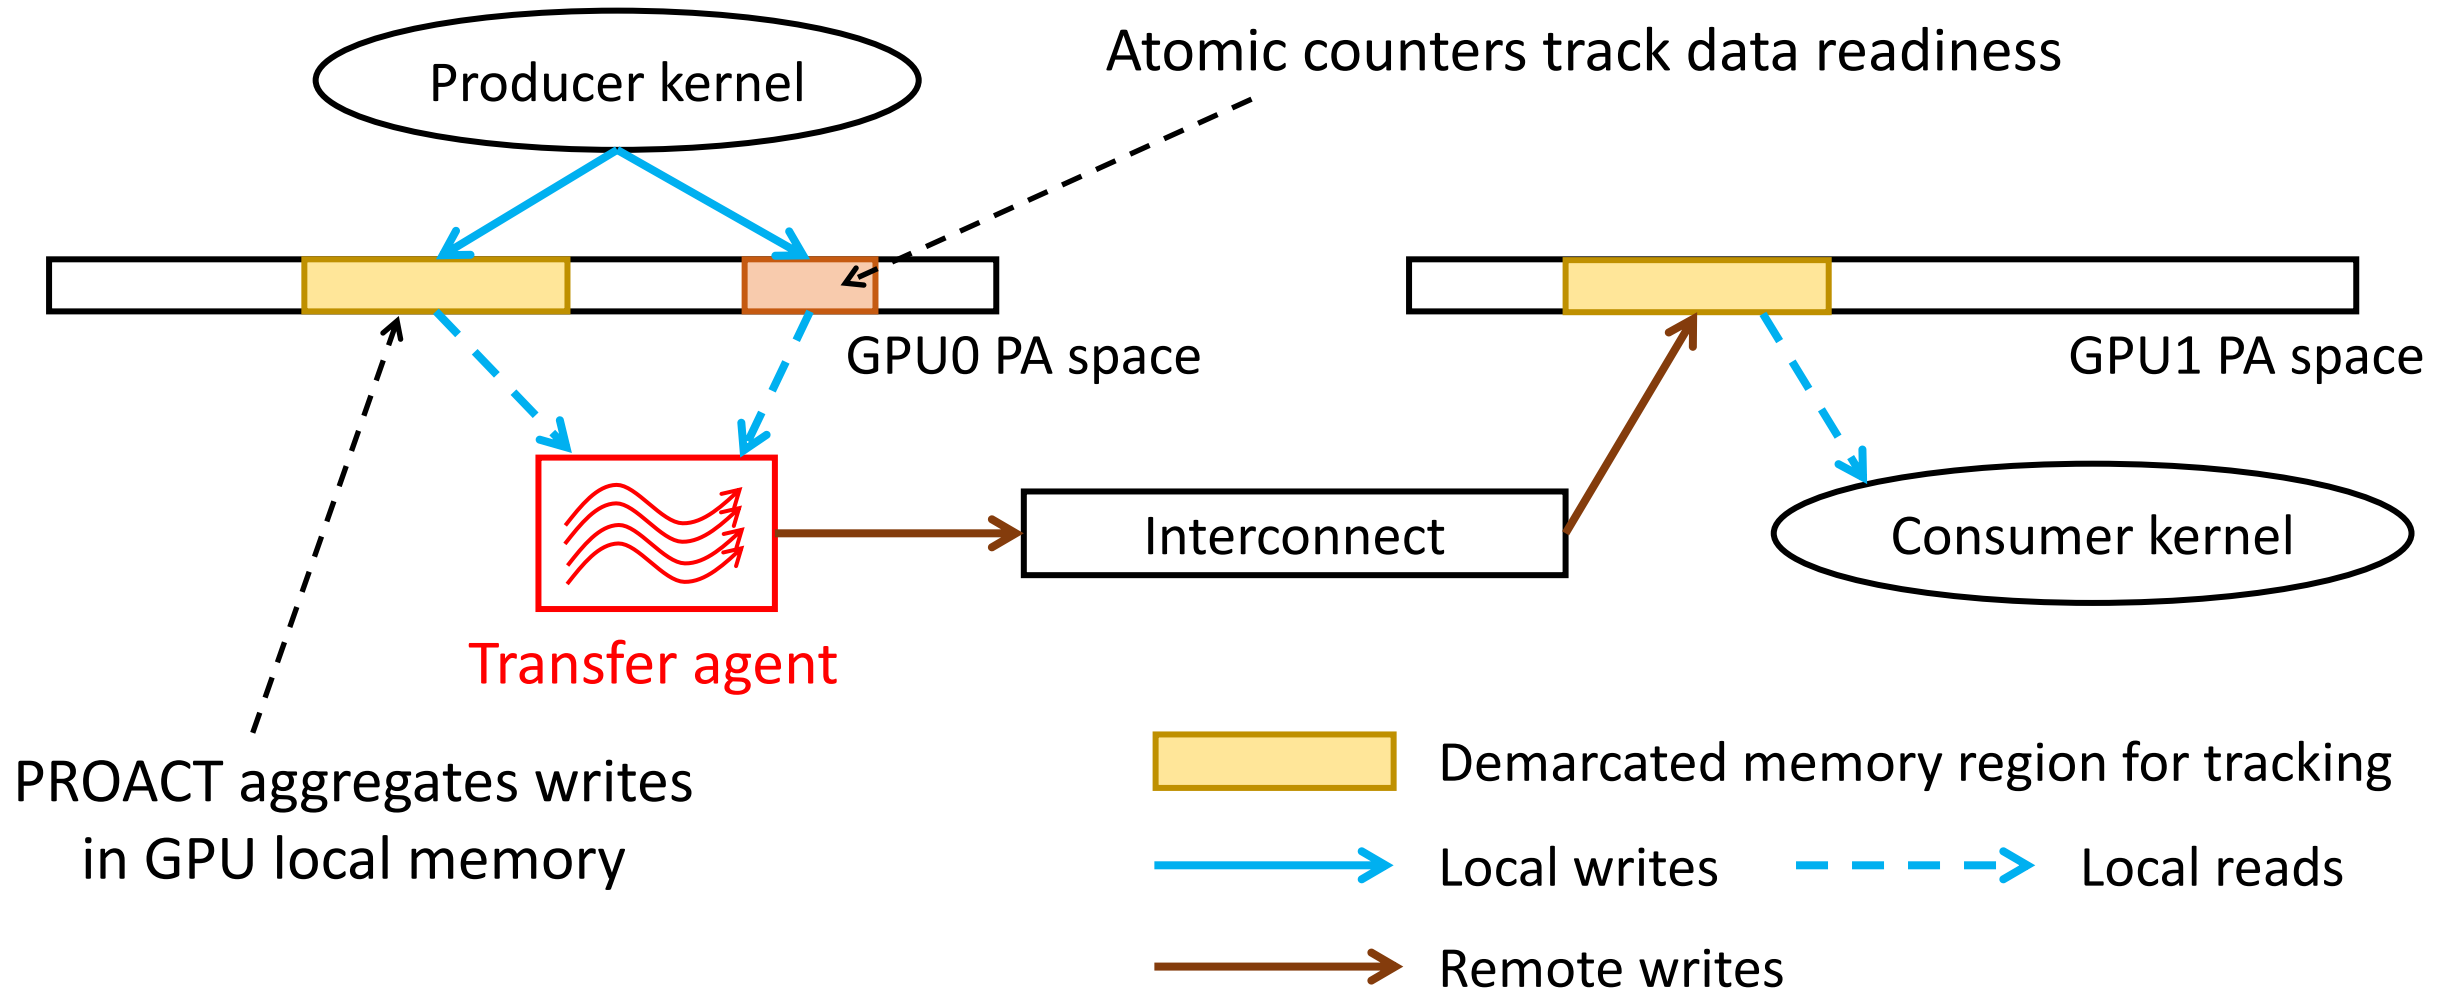 Producer kernel
Atomic counters track data readiness
GPU0 PA space
GPU1 PA space
Interconnect
Consumer kernel
Transfer agent
PROACT aggregates writes
in GPU local memory
Demarcated memory region for tracking
Local writes
Local reads
Remote writes